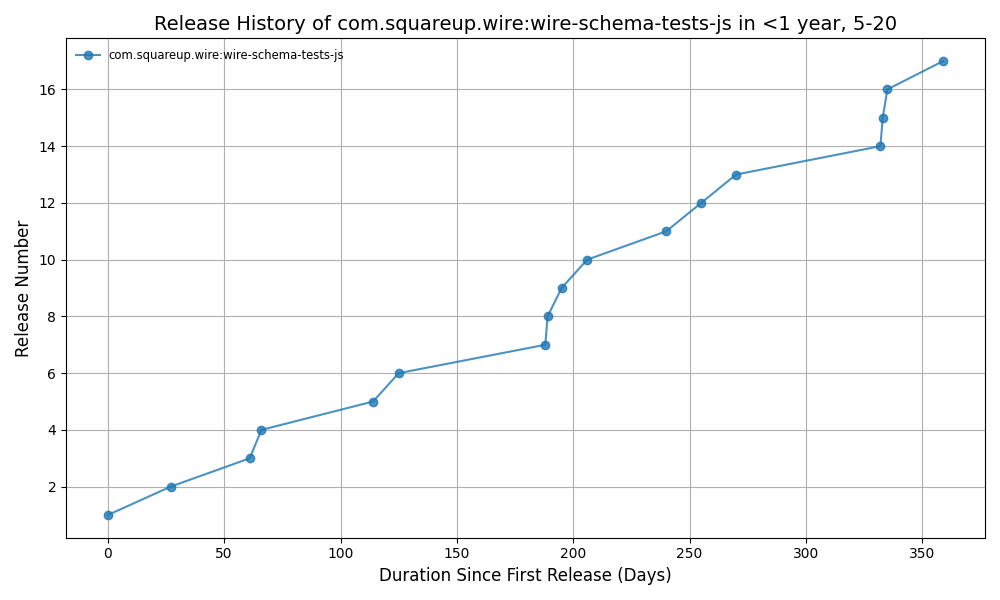 Release History of com.squareup.wire:wire-schema-tests-js in <1 year, 5-20
com.squareup.wire:wire-schema-tests-js
Release Number
16
14
12
10
8
6
4
2
0 50 100 150 200 250 300 350
Duration Since First Release (Days)